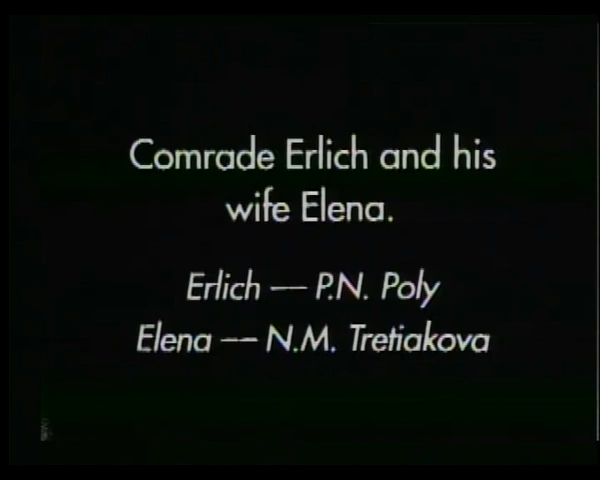 Comrade Erlich and his
wife Elena.
Erlich — P.N. Poly
Elena — N.M. Tretiakova